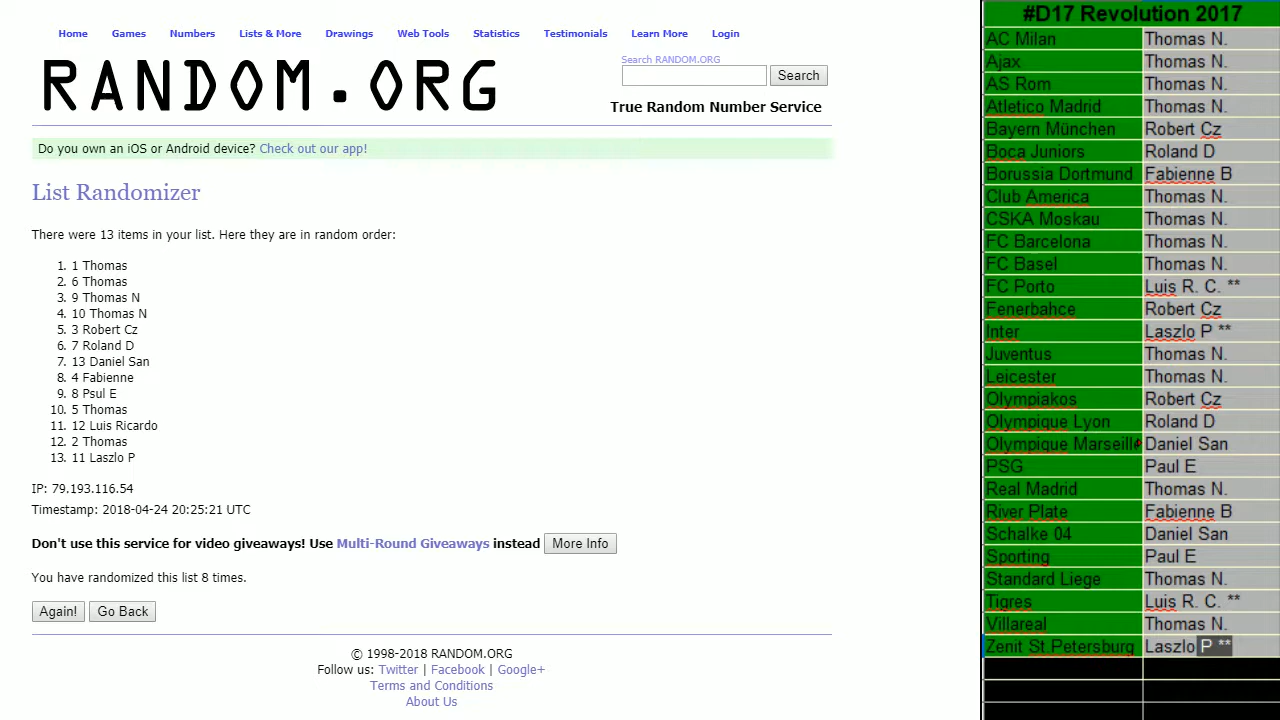 Home Games Numbers Lists & More Drawings Web Tools Statistics Testimonials Learn More Login
RANDOM.ORG
Search RANDOM.ORG
Search
True Random Number Service
Do you own an iOS or Android device? Check out our app!
List Randomizer
There were 13 items in your list. Here they are in random order:
1. 1 Thomas
2. 6 Thomas
3. 9 Thomas N
4. 10 Thomas N
5. 3 Robert Cz
6. 7 Roland D
7. 13 Daniel San
8. 4 Fabienne
9. 8 Psul E
10. 5 Thomas
11. 12 Luis Ricardo
12. 2 Thomas
13. 11 Laszlo P
IP: 79.193.116.54
Timestamp: 2018-04-24 20:25:21 UTC
Don't use this service for video giveaways! Use Multi-Round Giveaways instead More Info
You have randomized this list 8 times.
Again! Go Back
© 1998-2018 RANDOM.ORG
Follow us: Twitter | Facebook | Google+
Terms and Conditions
About Us
#D17 Revolution 2017
AC Milan Thomas N.
Ajax Thomas N.
AS Rom Thomas N.
Atletico Madrid Thomas N.
Bayern München Robert Cz
Boca Juniors Roland D
Borussia Dortmund Fabienne B
Club America Thomas N.
CSKA Moskau Thomas N.
FC Barcelona Thomas N.
FC Basel Thomas N.
FC Porto Luis R. C. **
Fenerbahce Robert Cz
Inter Laszlo P **
Juventus Thomas N.
Leicester Thomas N.
Olympiakos Robert Cz
Olympique Lyon Roland D
Olympique Marseille Daniel San
PSG Paul E
Real Madrid Thomas N.
River Plate Fabienne B
Schalke 04 Daniel San
Sporting Paul E
Standard Liege Thomas N.
Tigres Luis R. C. **
Villareal Thomas N.
Zenit St.Petersburg Laszlo P **